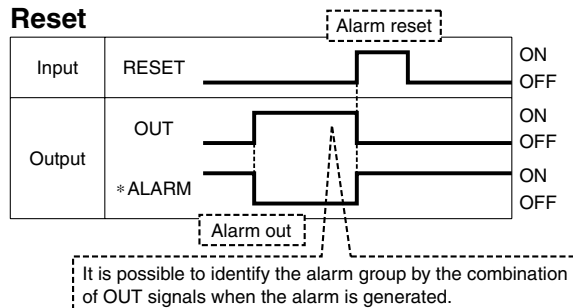 Reset
Alarm reset
Input
RESET
ON
OFF
Output
OUT
ON
OFF
*ALARM
ON
OFF
Alarm out
It is possible to identify the alarm group by the combination
of OUT signals when the alarm is generated.